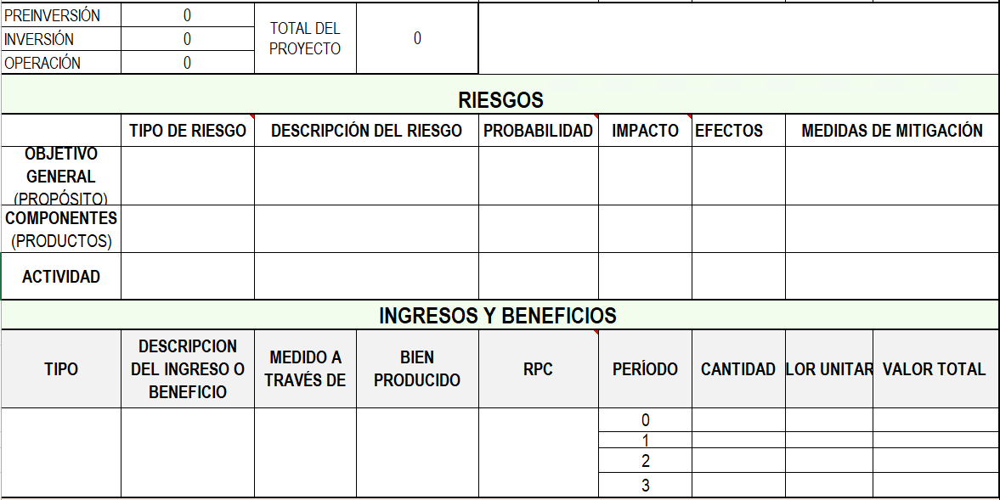 PREINVERSIÓN 0
INVERSIÓN 0
OPERACIÓN 0
TOTAL DEL
PROYECTO
0
RIESGOS
TIPO DE RIESGO DESCRIPCIÓN DEL RIESGO PROBABILIDAD IMPACTO EFECTOS MEDIDAS DE MITIGACIÓN
OBJETIVO
GENERAL
(PROPÓSITO)
COMPONENTES
(PRODUCTOS)
ACTIVIDAD
INGRESOS Y BENEFICIOS
TIPO
DESCRIPCION
DEL INGRESO O
BENEFICIO
MEDIDO A
TRAVÉS DE
BIEN
PRODUCIDO
RPC
PERÍODO
CANTIDAD
LOR UNITAR
VALOR TOTAL
0
1
2
3